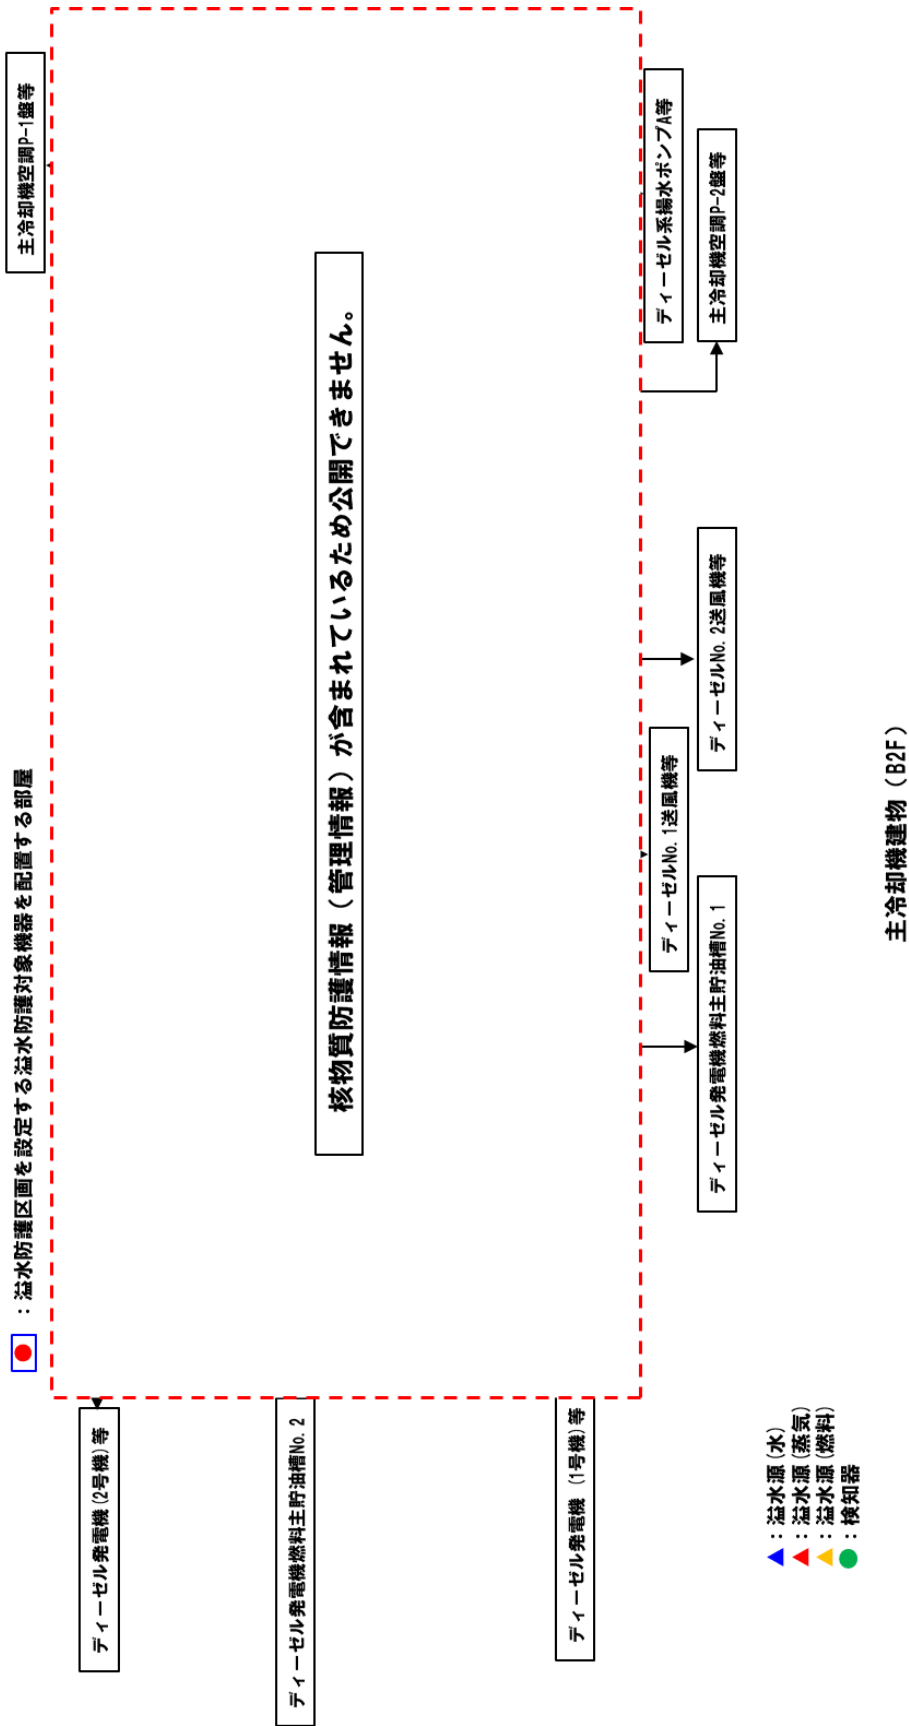 ：溢水防護区画を設定する溢水防護対象機器を配置する部屋
主冷却機空調P-1盤等
ディーゼル発電機(2号機)等
ディーゼル発電機燃料主貯油槽No.2
核物質防護情報（管理情報）が含まれているため公開できません。
ディーゼル発電機 (1号機)等
ディーゼルNo.1送風機等
ディーゼル系揚水ポンプA等
ディーゼル発電機燃料主貯油槽No.1
ディーゼルNo.2送風機等
主冷却機空調P-2盤等
：溢水源(水)
：溢水源(蒸気)
：溢水源(燃料)
：検知器
主冷却機建物（B2F）